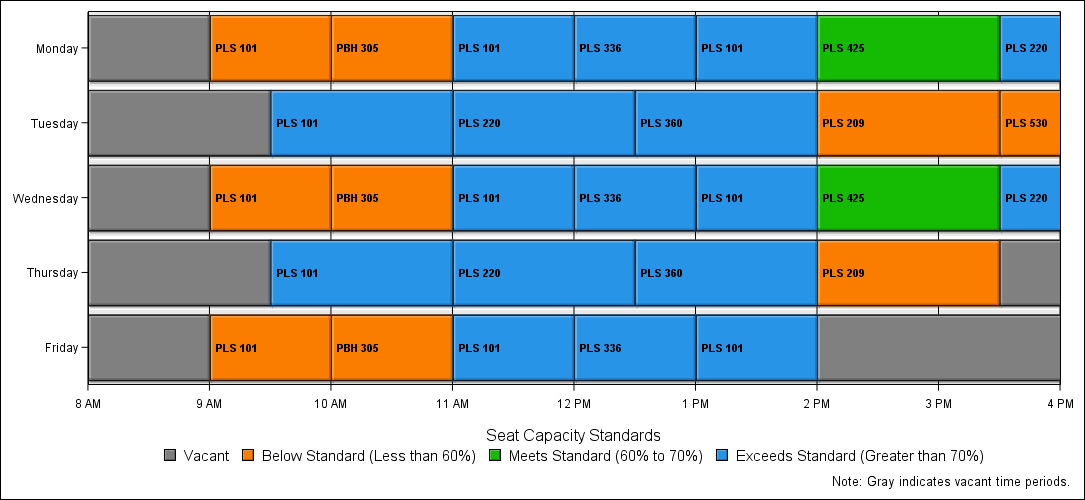 Monday PLS 101 PBH 305 PLS 101 PLS 336 PLS 101 PLS 425 PLS 220
Tuesday PLS 101 PLS 220 PLS 360 PLS 209 PLS 530
Wednesday PLS 101 PBH 305 PLS 101 PLS 336 PLS 101 PLS 425 PLS 220
Thursday PLS 101 PLS 220 PLS 360 PLS 209
Friday PLS 101 PBH 305 PLS 101 PLS 336 PLS 101
8 AM 9 AM 10 AM 11 AM 12 PM 1 PM 2 PM 3 PM 4 PM
Seat Capacity Standards
Vacant Below Standard (Less than 60%) Meets Standard (60% to 70%) Exceeds Standard (Greater than 70%)
Note: Gray indicates vacant time periods.